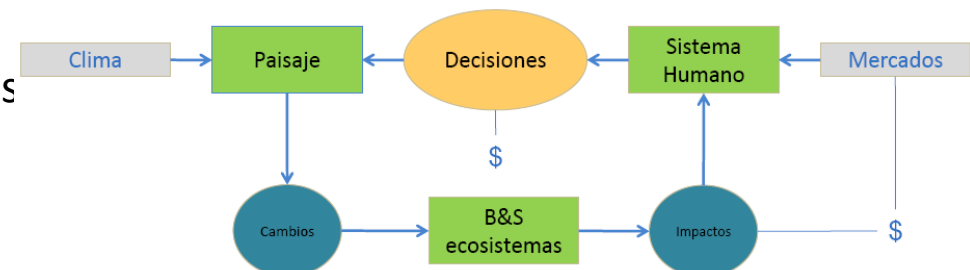 Clima
Paisaje
Decisiones
Sistema
Humano
Mercados
s
$
Cambios
B&S
ecosistemas
Impactos
$